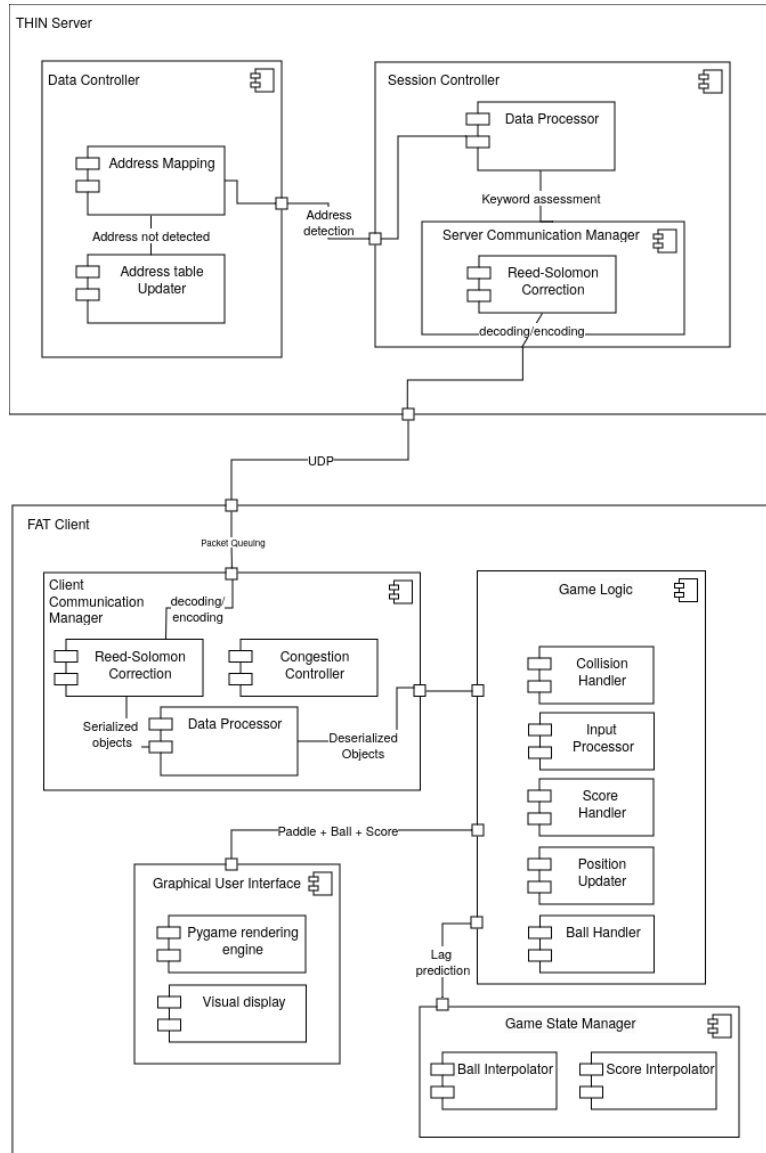 THIN Server
Data Controller
Session Controller
Data Processor
Address Mapping
Keyword assessment
Address
detection
Address not detected
Server Communication Manager
Address table
Updater
Reed-Solomon
Correction
decoding/encoding
UDP
FAT Client
Packet Queuing
Client
Communication
Manager
decoding/
encoding
Game Logic
Reed-Solomon
Correction
Congestion
Controller
Collision
Handler
Serialized
objects
Data Processor
Deserialized
Objects
Input
Processor
Score
Handler
Paddle + Ball + Score
Position
Updater
Graphical User Interface
Pygame rendering
engine
Ball Handler
Lag
prediction
Visual display
Game State Manager
Ball Interpolator
Score Interpolator